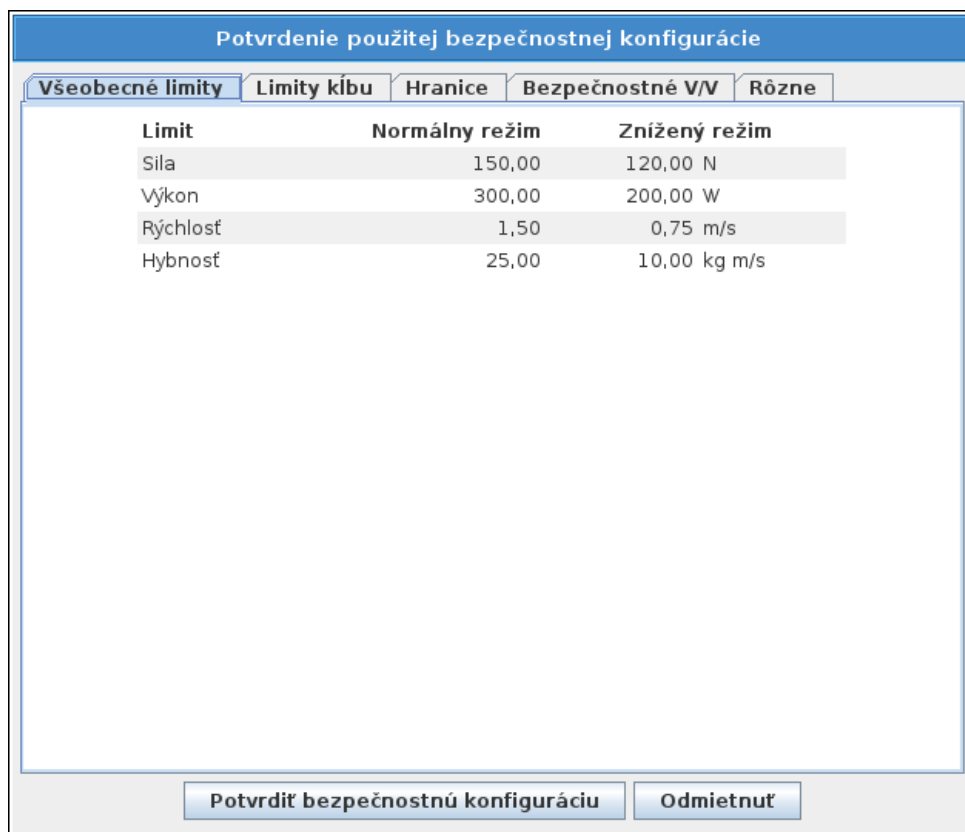 Potvrdenie použitej bezpečnostnej konfigurácie
Všeobecné limity Limity kĺbu Hranice Bezpečnostné V/V Rôzne
Limit Normálny režim Znížený režim
Sila 150,00 120,00 N
Výkon 300,00 200,00 W
Rýchlosť 1,50 0,75 m/s
Hybnosť 25,00 10,00 kg m/s
Potvrdiť bezpečnostnú konfiguráciu Odmietnuť